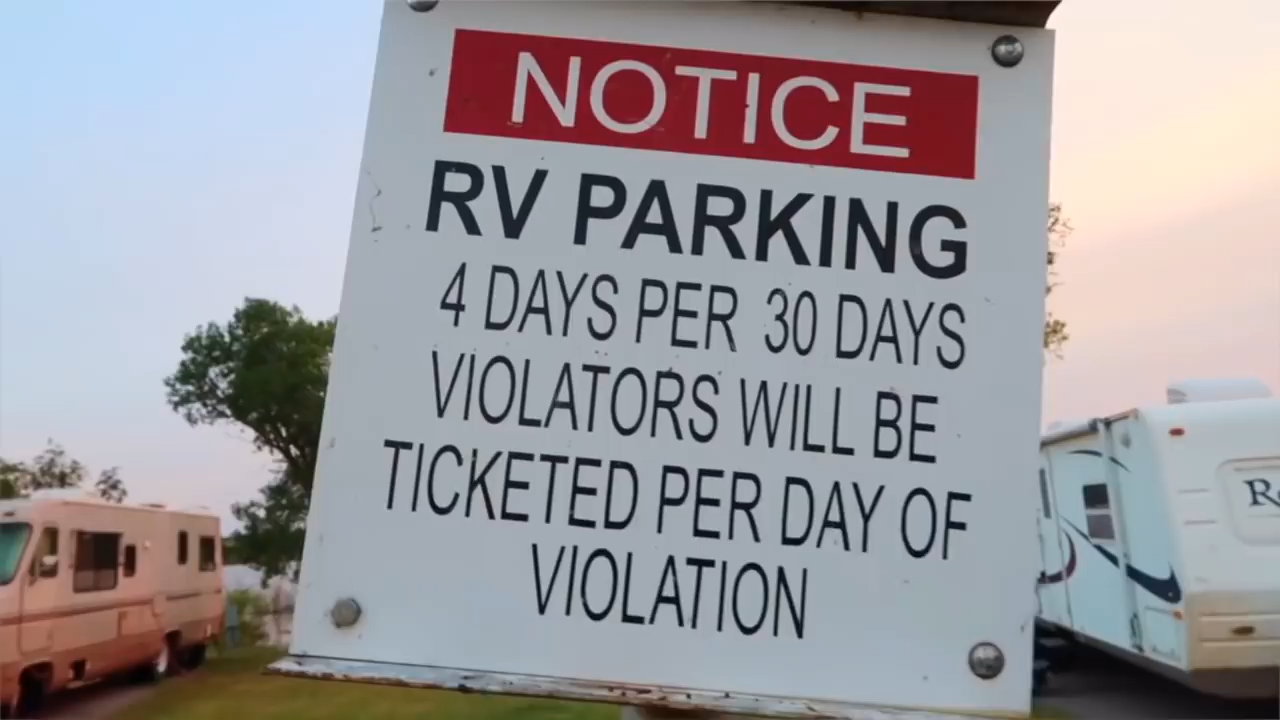 NOTICE
RV PARKING
4 DAYS PER 30 DAYS
VIOLATORS WILL BE
TICKETED PER DAY OF
VIOLATION